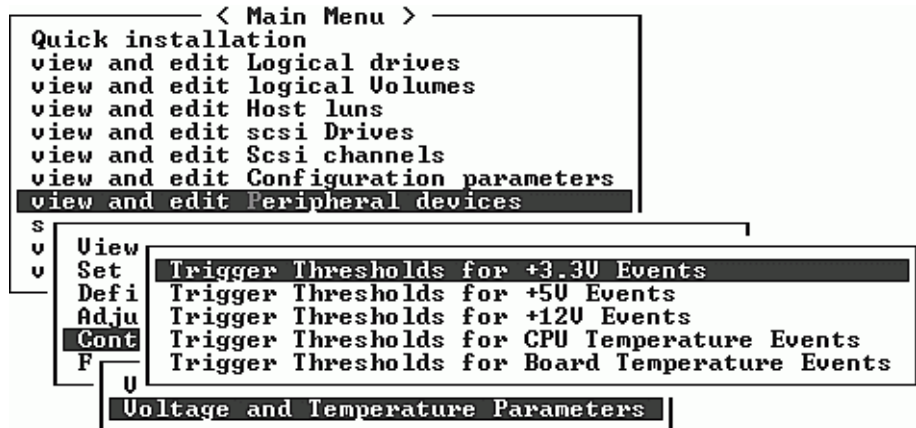 < Main Menu >
Quick installation
view and edit Logical drives
view and edit logical Volumes
view and edit Host luns
view and edit scsi Drives
view and edit Scsi channels
view and edit Configuration parameters
view and edit Peripheral devices
s
v View
v Set Trigger Thresholds for +3.3V Events
Defi Trigger Thresholds for +5V Events
Adju Trigger Thresholds for +12V Events
Cont Trigger Thresholds for CPU Temperature Events
F Trigger Thresholds for Board Temperature Events
V
Voltage and Temperature Parameters